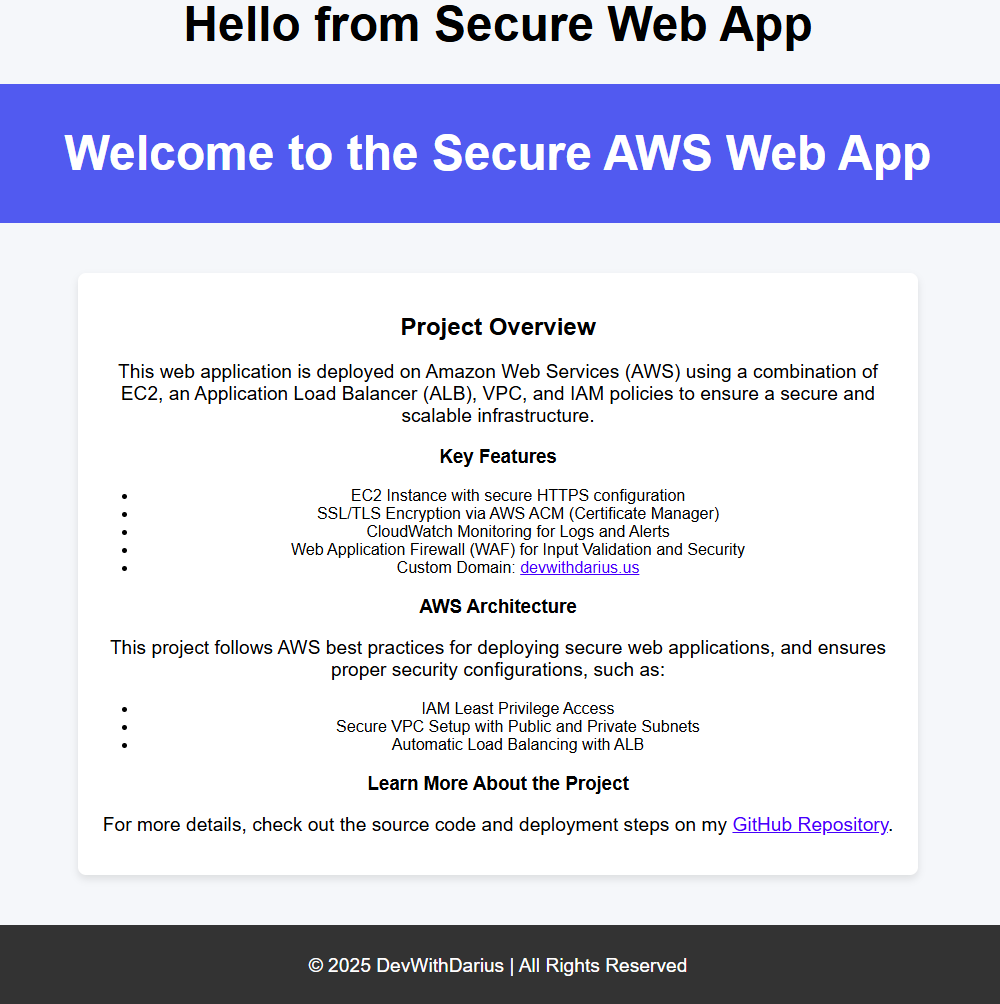 Hello from Secure Web App
Welcome to the Secure AWS Web App
Project Overview
This web application is deployed on Amazon Web Services (AWS) using a combination of
EC2, an Application Load Balancer (ALB), VPC, and IAM policies to ensure a secure and
scalable infrastructure.
Key Features
• EC2 Instance with secure HTTPS configuration
• SSL/TLS Encryption via AWS ACM (Certificate Manager)
• CloudWatch Monitoring for Logs and Alerts
• Web Application Firewall (WAF) for Input Validation and Security
• Custom Domain: devwithdarius.us
AWS Architecture
This project follows AWS best practices for deploying secure web applications, and ensures
proper security configurations, such as:
• IAM Least Privilege Access
• Secure VPC Setup with Public and Private Subnets
• Automatic Load Balancing with ALB
Learn More About the Project
For more details, check out the source code and deployment steps on my GitHub Repository.
© 2025 DevWithDarius | All Rights Reserved